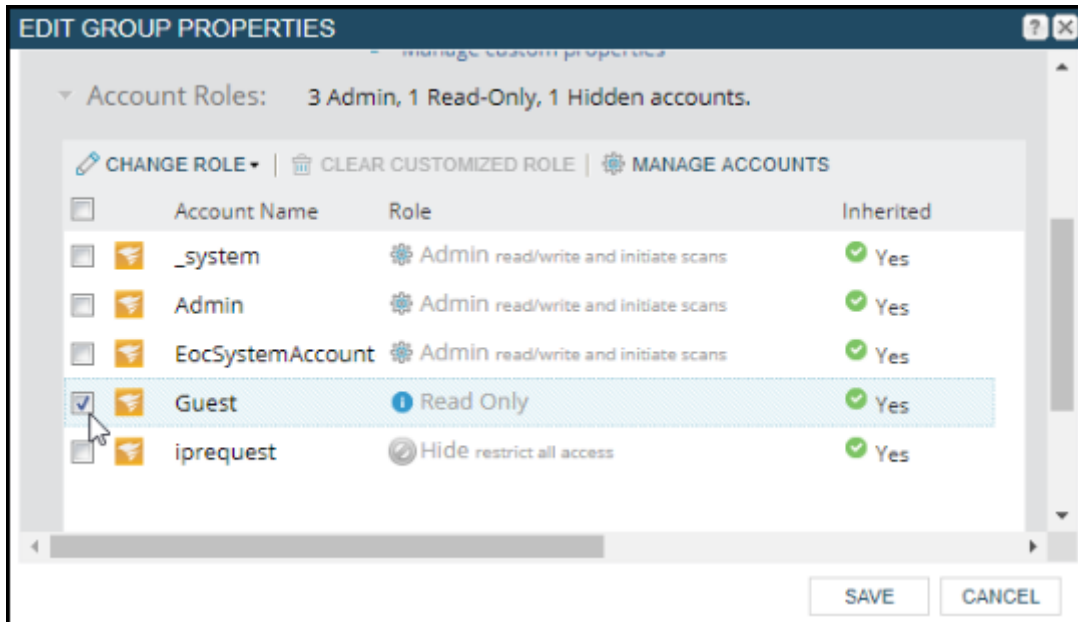 EDIT GROUP PROPERTIES
Manage custom properties
Account Roles: 3 Admin, 1 Read-Only, 1 Hidden accounts.
CHANGE ROLE CLEAR CUSTOMIZED ROLE MANAGE ACCOUNTS
Account Name Role Inherited
_system Admin read/write and initiate scans Yes
Admin Admin read/write and initiate scans Yes
EocSystemAccount Admin read/write and initiate scans Yes
Guest Read Only Yes
iprequest Hide restrict all access Yes
SAVE CANCEL